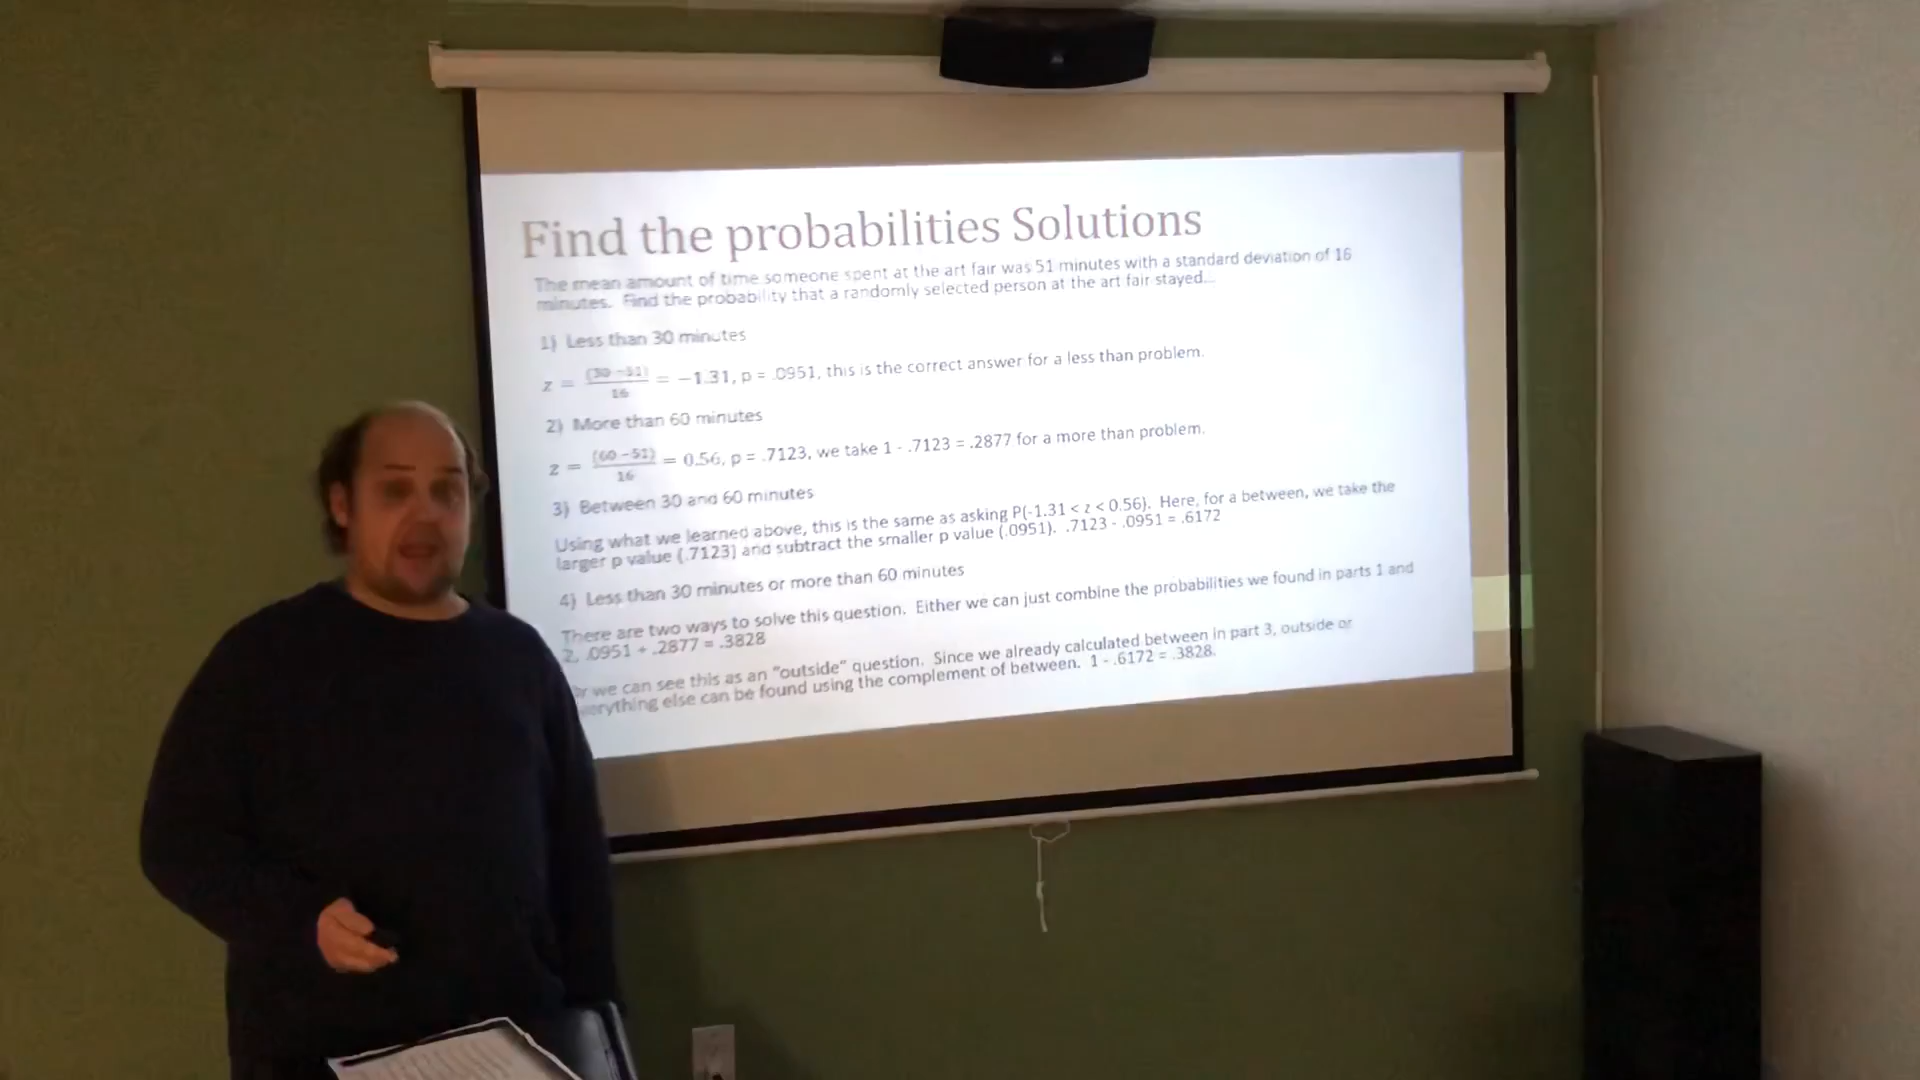 Find the probabilities Solutions
The mean amount of time someone spent at the art fair was 51 minutes with a standard deviation of 16
minutes. Find the probability that a randomly selected person at the art fair stayed...
1) Less than 30 minutes
z = (30 −51)/16 = −1.31, p = .0951, this is the correct answer for a less than problem.
2) More than 60 minutes
z = (60 −51)/16 = 0.56, p = .7123, we take 1 - .7123 = .2877 for a more than problem.
3) Between 30 and 60 minutes
Using what we learned above, this is the same as asking P(-1.31 < z < 0.56). Here, for a between, we take the
larger p value (.7123) and subtract the smaller p value (.0951). .7123 - .0951 = .6172
4) Less than 30 minutes or more than 60 minutes
There are two ways to solve this question. Either we can just combine the probabilities we found in parts 1 and
2, .0951 + .2877 = .3828
Or we can see this as an "outside" question. Since we already calculated between in part 3, outside or
everything else can be found using the complement of between. 1 - .6172 = .3828.